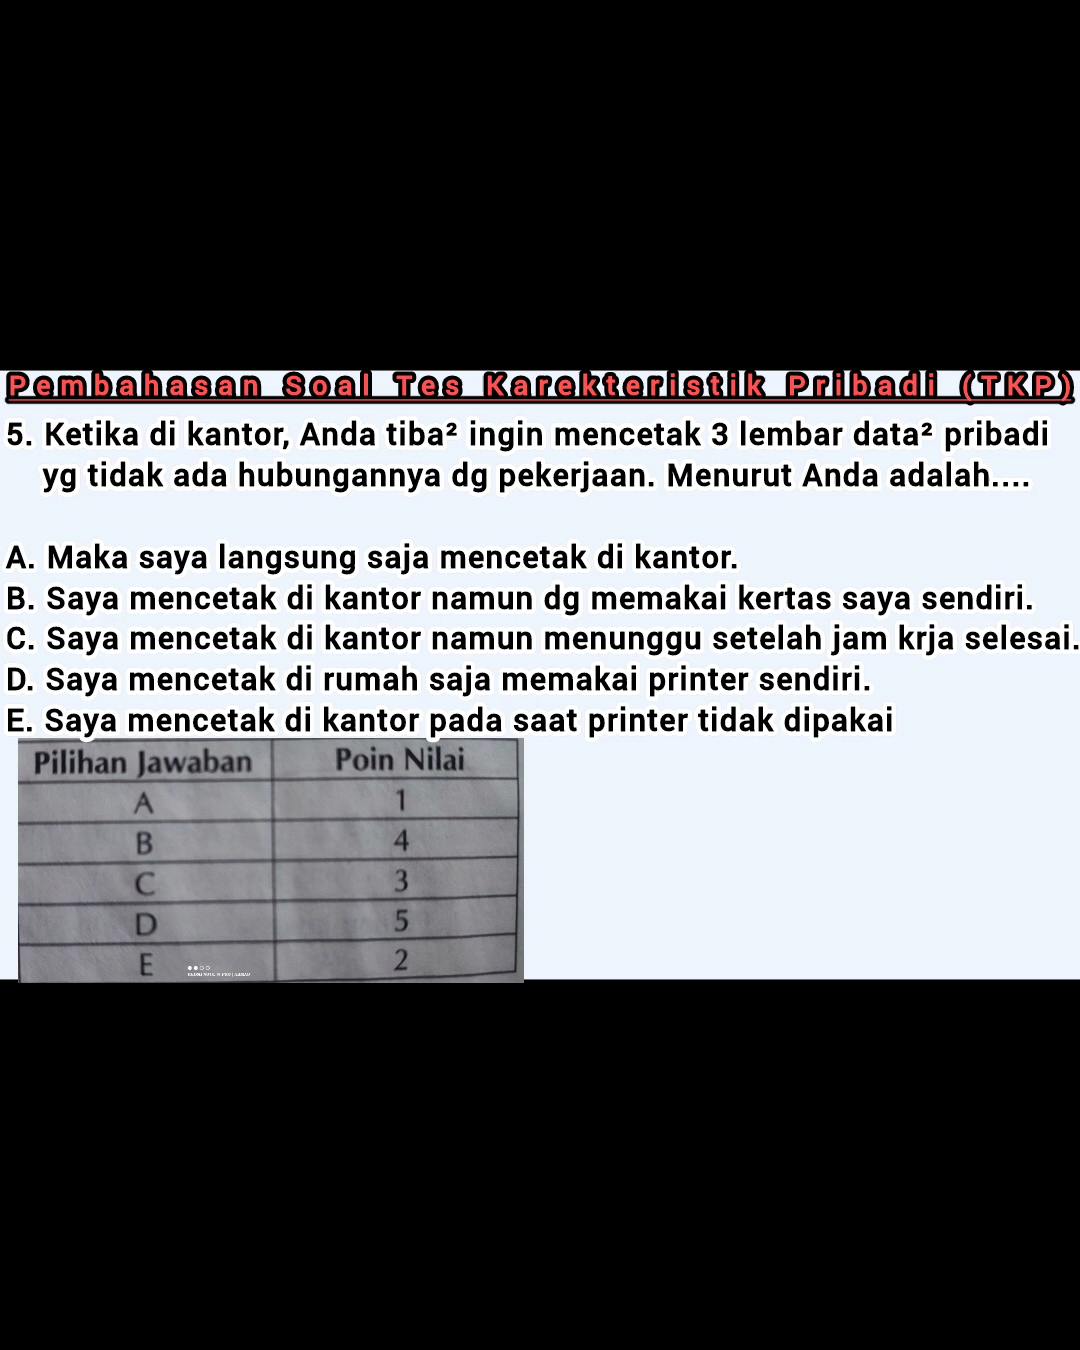 Pembahasan Soal Tes Karekteristik Pribadi (TKP)
5. Ketika di kantor, Anda tiba² ingin mencetak 3 lembar data² pribadi
yg tidak ada hubungannya dg pekerjaan. Menurut Anda adalah....
A. Maka saya langsung saja mencetak di kantor.
B. Saya mencetak di kantor namun dg memakai kertas saya sendiri.
C. Saya mencetak di kantor namun menunggu setelah jam krja selesai.
D. Saya mencetak di rumah saja memakai printer sendiri.
E. Saya mencetak di kantor pada saat printer tidak dipakai
Pilihan Jawaban Poin Nilai
A 1
B 4
C 3
D 5
E 2